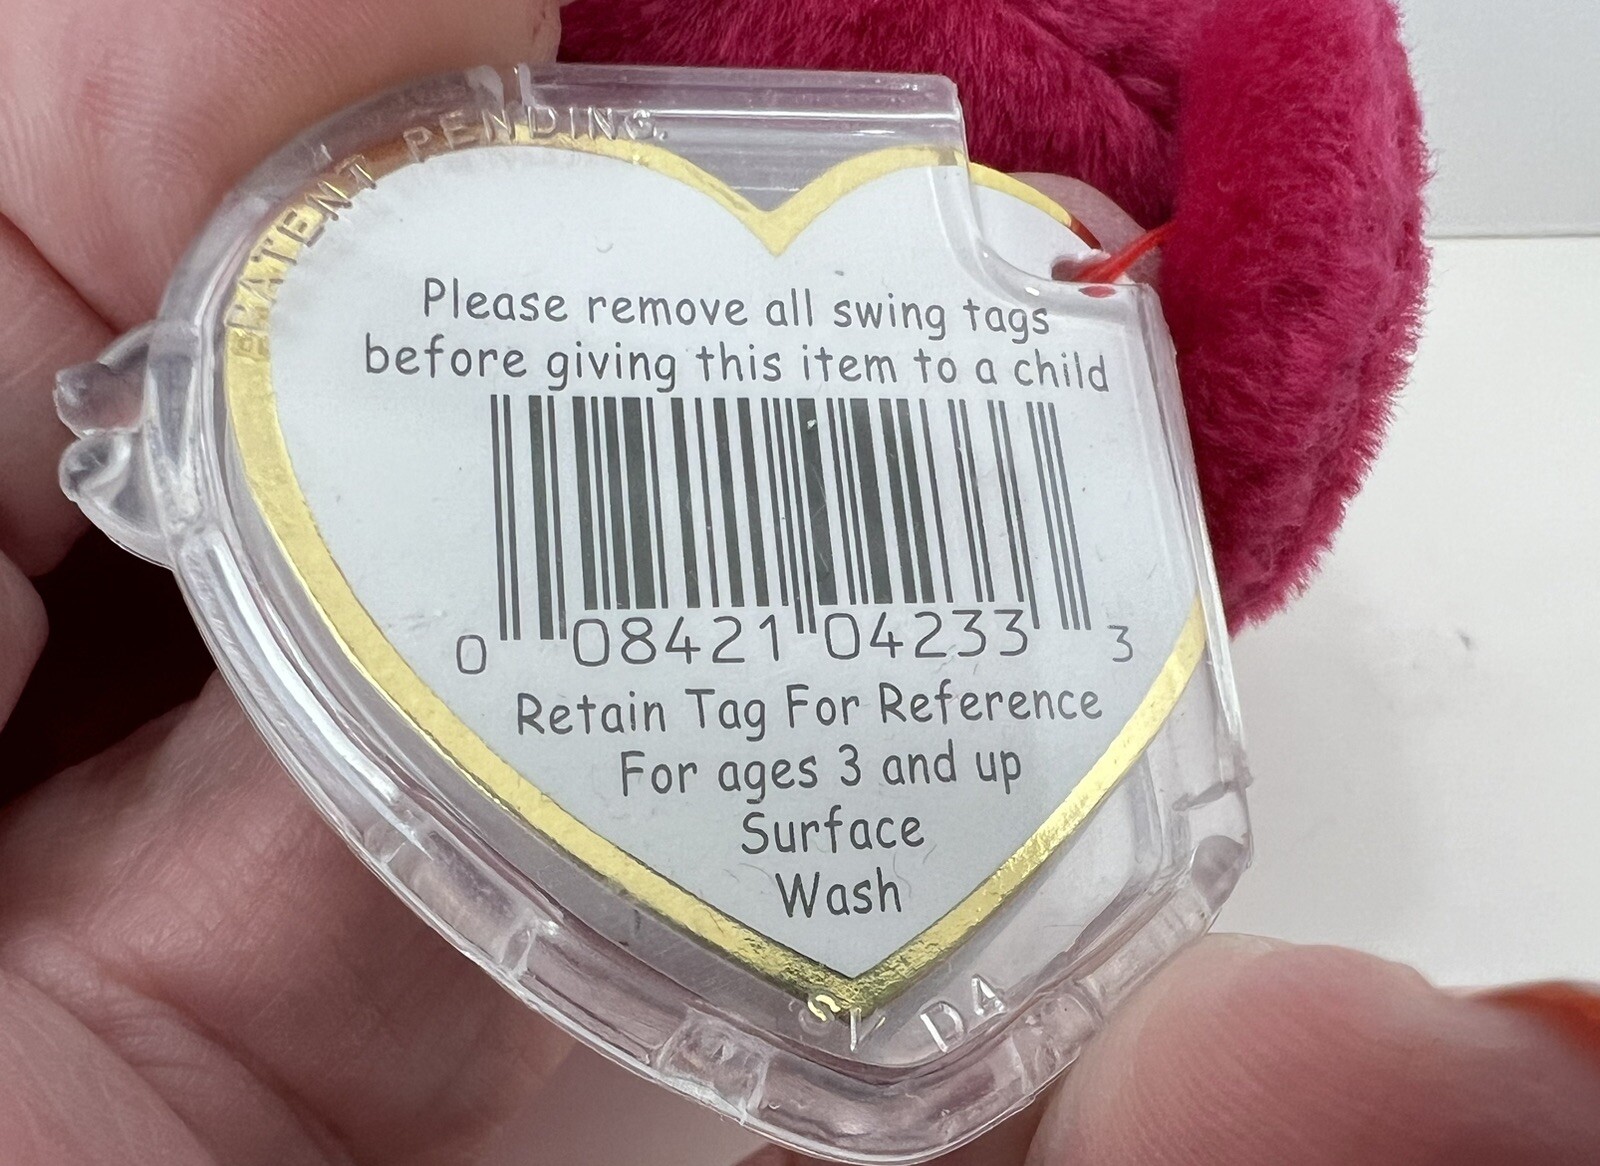 PATENT PENDING.
Please remove all swing tags
before giving this item to a child
0 08421 04233 3
Retain Tag For Reference
For ages 3 and up
Surface
Wash